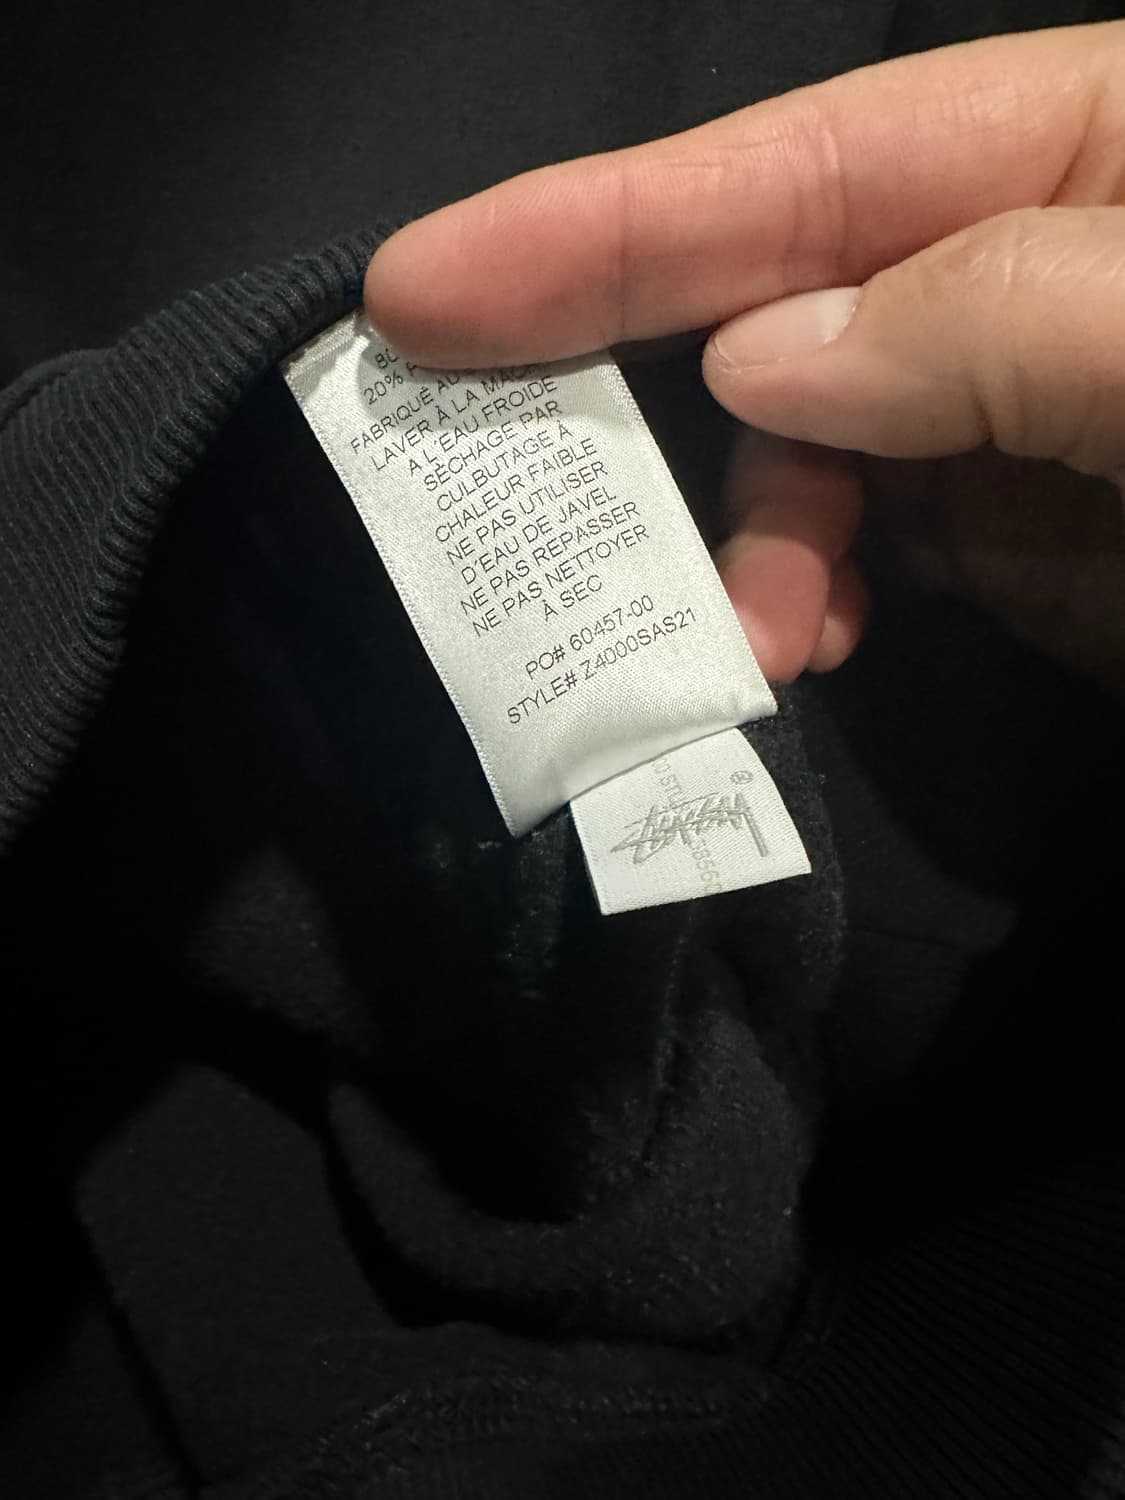 20%
FABRIQUÉ AU
LAVER À LA
A L'EAU FROIDE
SÉCHAGE PAR
CULBUTAGE À
CHALEUR FAIBLE
NE PAS UTILISER
D'EAU DE JAVEL
NE PAS REPASSER
NE PAS NETTOYER
À SEC
PO# 60457-00
STYLE# Z4000SAS21